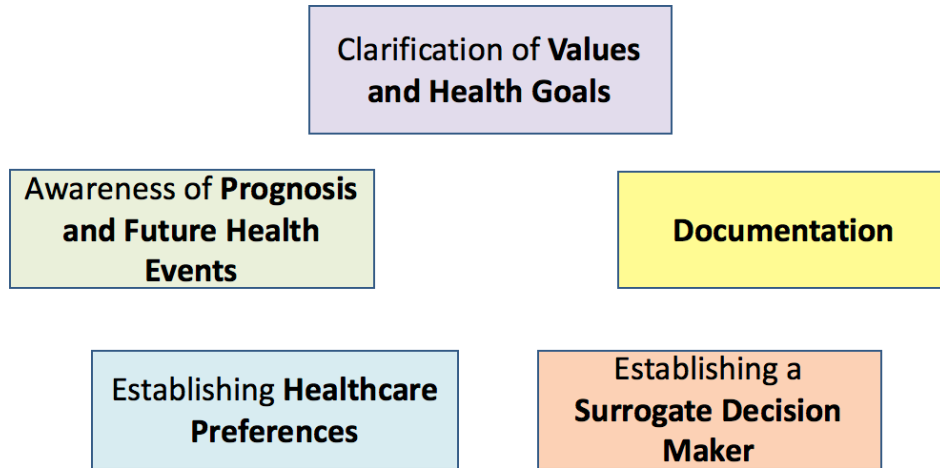 Clarification of Values
and Health Goals
Awareness of Prognosis
and Future Health
Events
Documentation
Establishing Healthcare
Preferences
Establishing a
Surrogate Decision
Maker